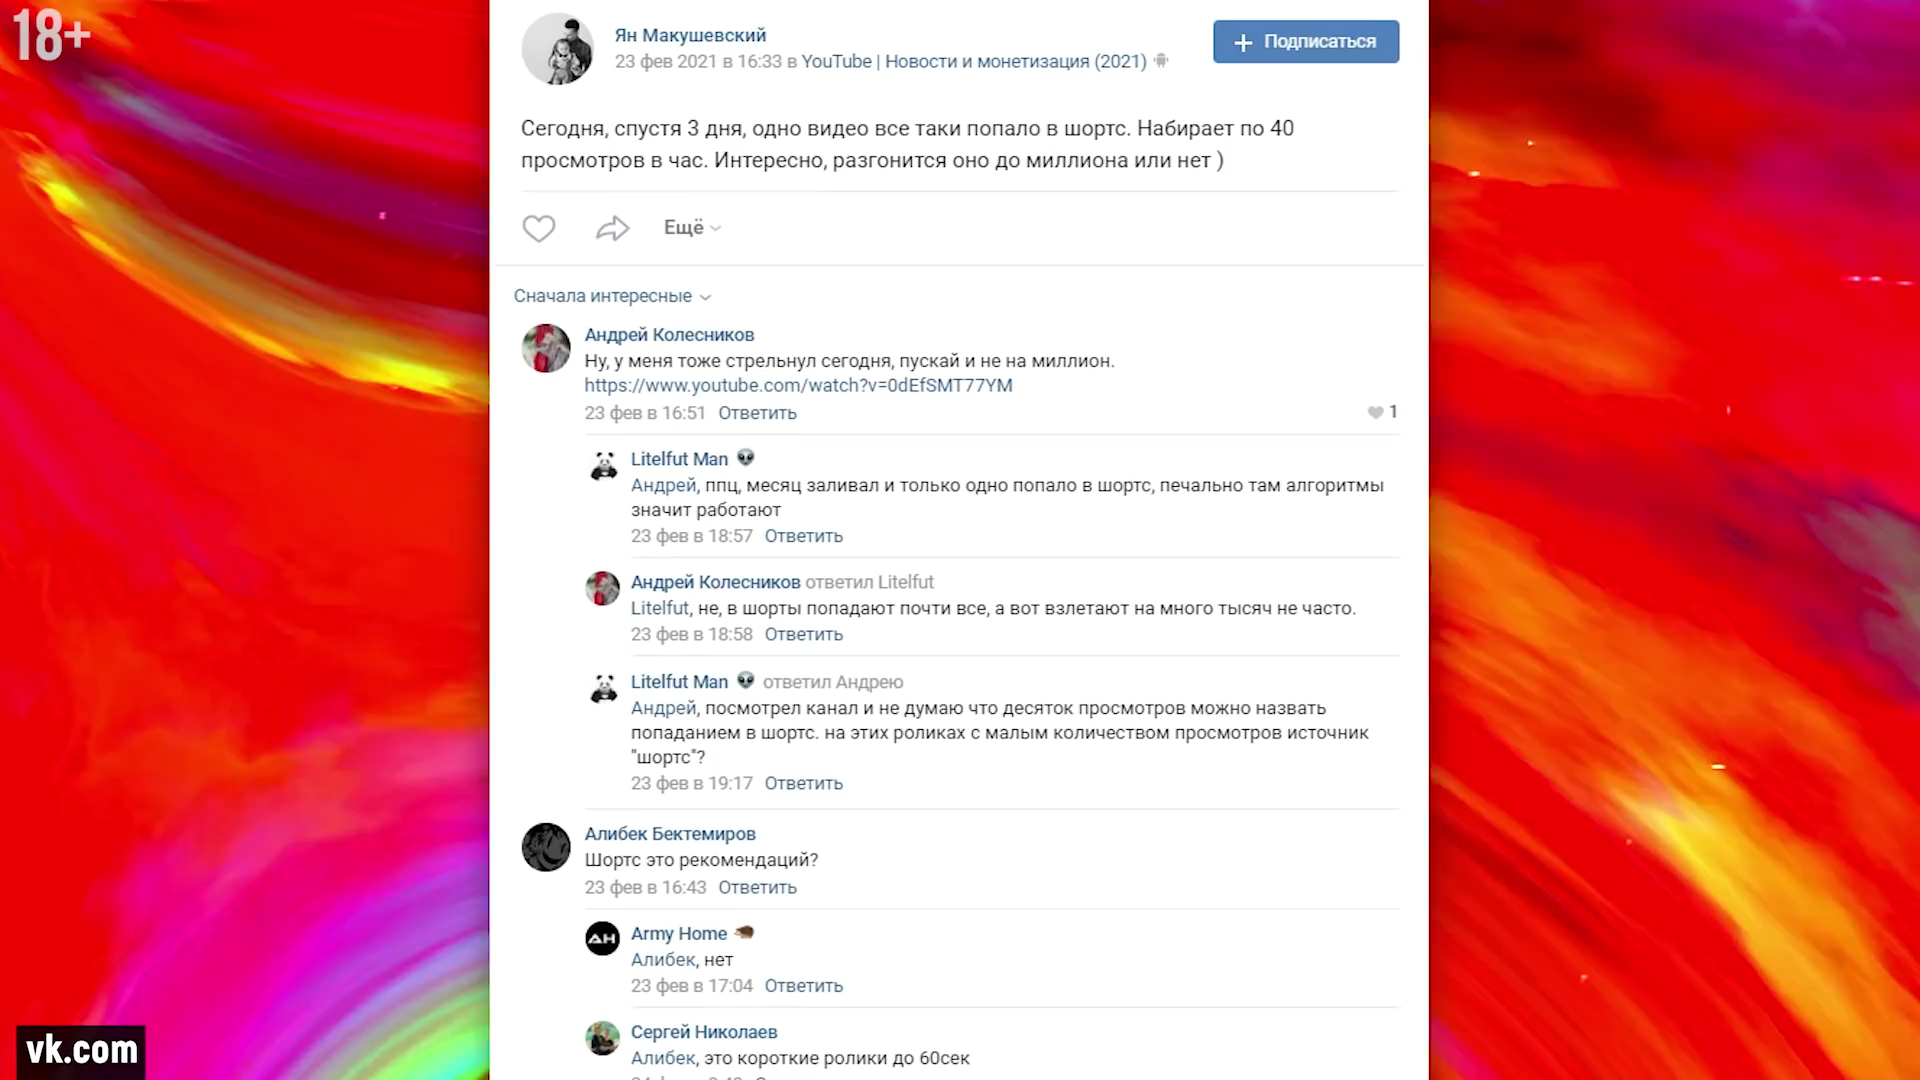 18+
Ян Макушевский
23 фев 2021 в 16:33 в YouTube | Новости и монетизация (2021)
+ Подписаться
Сегодня, спустя 3 дня, одно видео все таки попало в шортс. Набирает по 40
просмотров в час. Интересно, разгонится оно до миллиона или нет )
Ещё
Сначала интересные
Андрей Колесников
Ну, у меня тоже стрельнул сегодня, пускай и не на миллион.
https://www.youtube.com/watch?v=0dEfSMT77YM
23 фев в 16:51 Ответить
1
Litelfut Man
Андрей, ппц, месяц заливал и только одно попало в шортс, печально там алгоритмы
значит работают
23 фев в 18:57 Ответить
Андрей Колесников ответил Litelfut
Litelfut, не, в шорты попадают почти все, а вот взлетают на много тысяч не часто.
23 фев в 18:58 Ответить
Litelfut Man ответил Андрею
Андрей, посмотрел канал и не думаю что десяток просмотров можно назвать
попаданием в шортс. на этих роликах с малым количеством просмотров источник
"шортс"?
23 фев в 19:17 Ответить
Алибек Бектемиров
Шортс это рекомендаций?
23 фев в 16:43 Ответить
AH
Army Home
Алибек, нет
23 фев в 17:04 Ответить
Сергей Николаев
Алибек, это короткие ролики до 60сек
vk.com